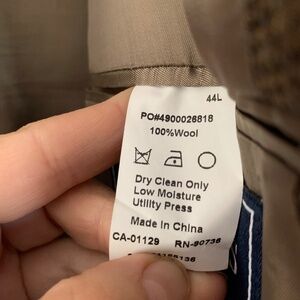 44L
PO#4900026818
100%Wool
Dry Clean Only
Low Moisture
Utility Press
Made in China
CA-01129 RN-90736